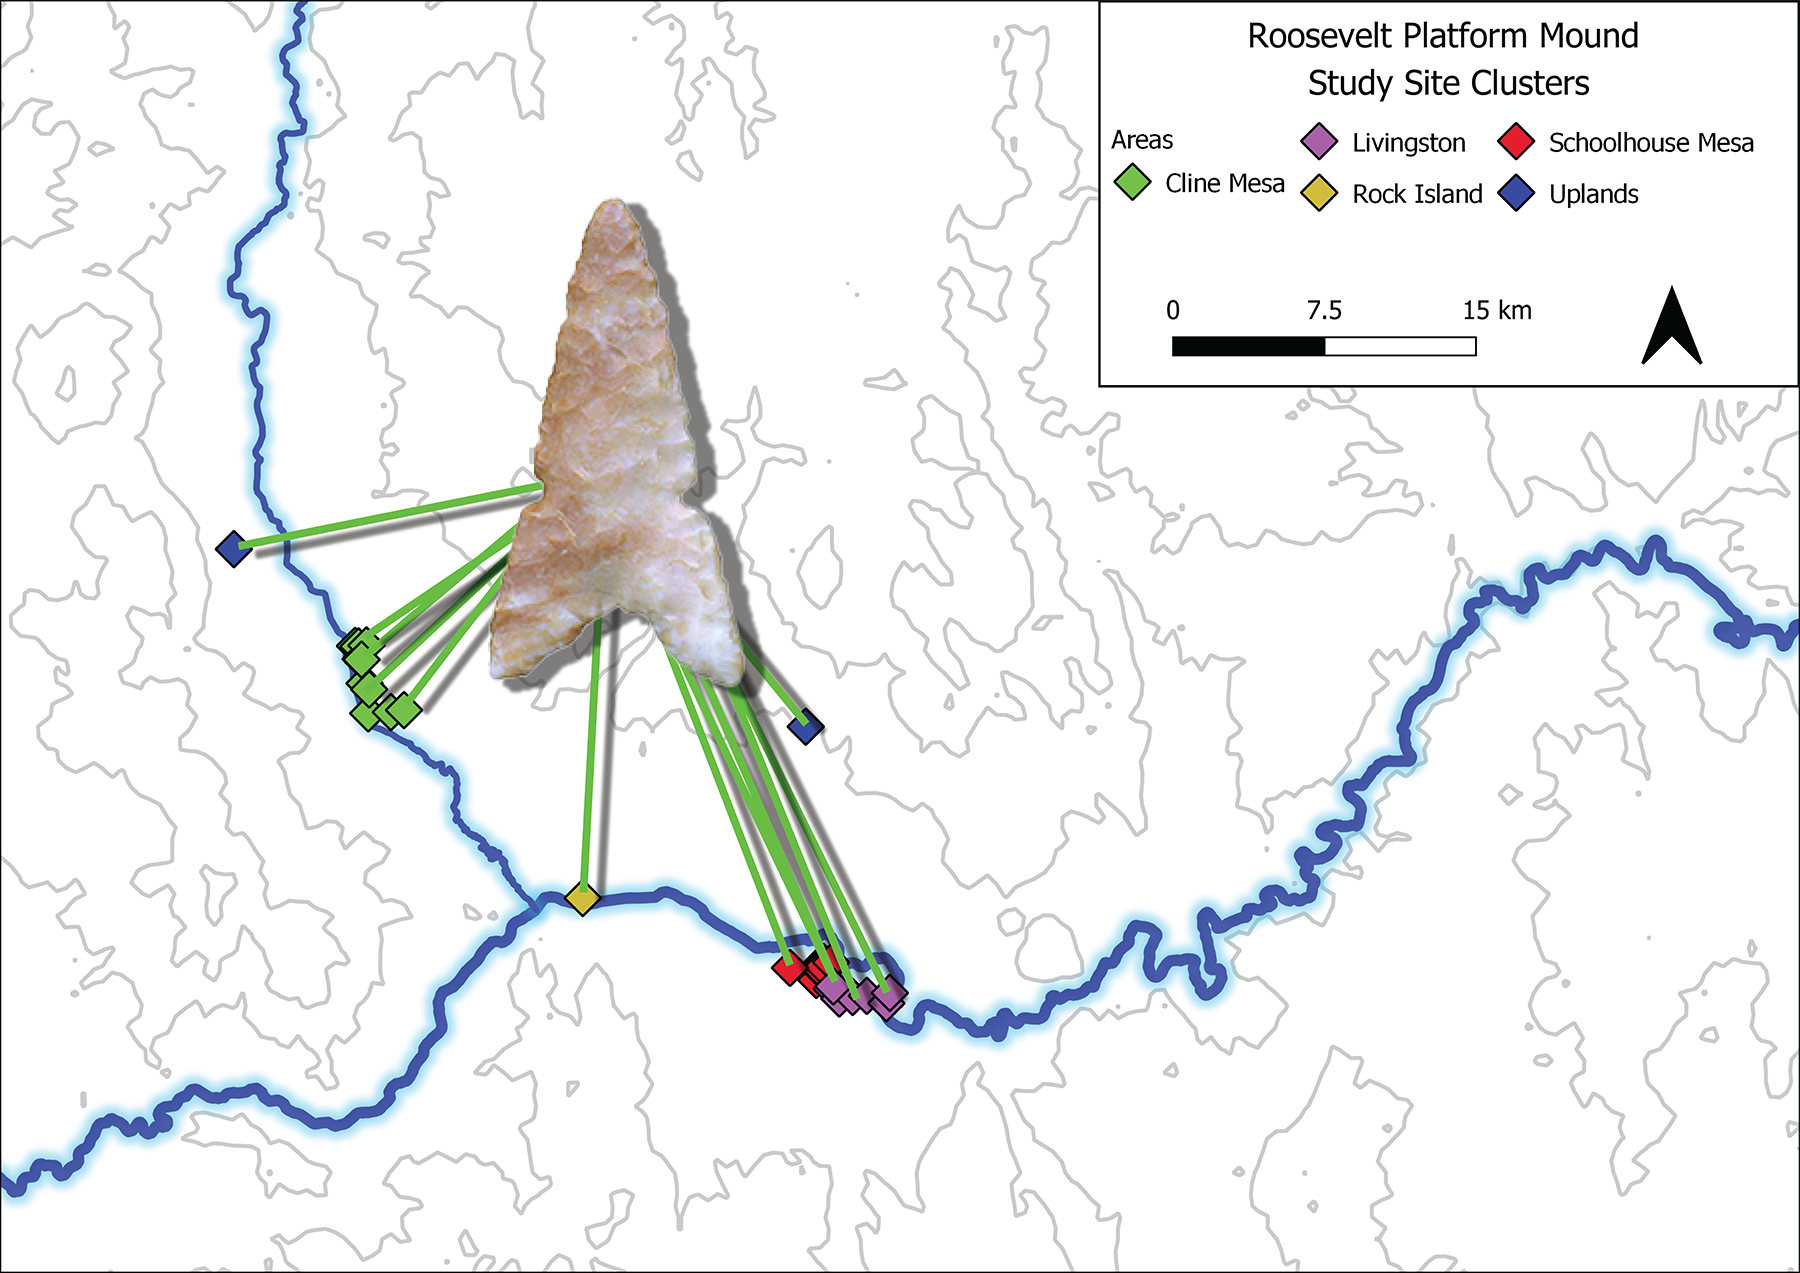 Roosevelt Platform Mound
Study Site Clusters
Areas
Cline Mesa
Livingston
Rock Island
Schoolhouse Mesa
Uplands
0 7.5 15 km